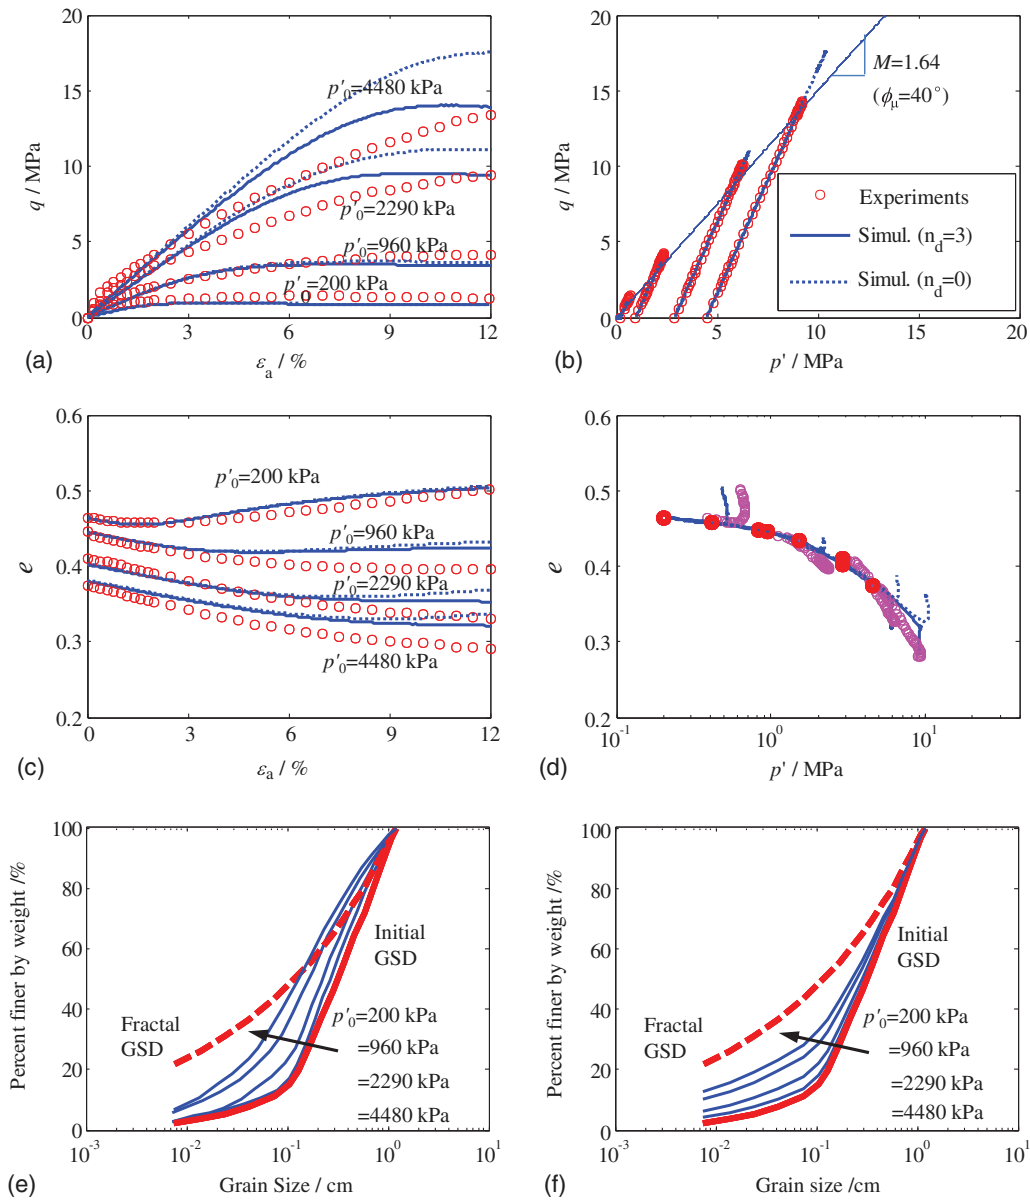 20
15
10
5
0
q / MPa
p'0=4480 kPa
p'0=2290 kPa
p'0=960 kPa
p'0=200 kPa
0 3 6 9 12
εa / %
(a)
20
15
10
5
0
q / MPa
M=1.64
(ϕμ=40°)
Experiments
Simul. (nd=3)
Simul. (nd=0)
0 5 10 15 20
p' / MPa
(b)
0.6
0.5
0.4
0.3
0.2
e
p'0=200 kPa
p'0=960 kPa
p'0=2290 kPa
p'0=4480 kPa
0 3 6 9 12
εa / %
(c)
0.6
0.5
0.4
0.3
0.2
e
10-1 100 101
p' / MPa
(d)
100
80
60
40
20
0
Percent finer by weight /%
Initial
GSD
Fractal
GSD
p'0=200 kPa
=960 kPa
=2290 kPa
=4480 kPa
10-3 10-2 10-1 100 101
Grain Size / cm
(e)
100
80
60
40
20
0
Percent finer by weight /%
Initial
GSD
Fractal
GSD
p'0=200 kPa
=960 kPa
=2290 kPa
=4480 kPa
10-3 10-2 10-1 100 101
Grain size /cm
(f)